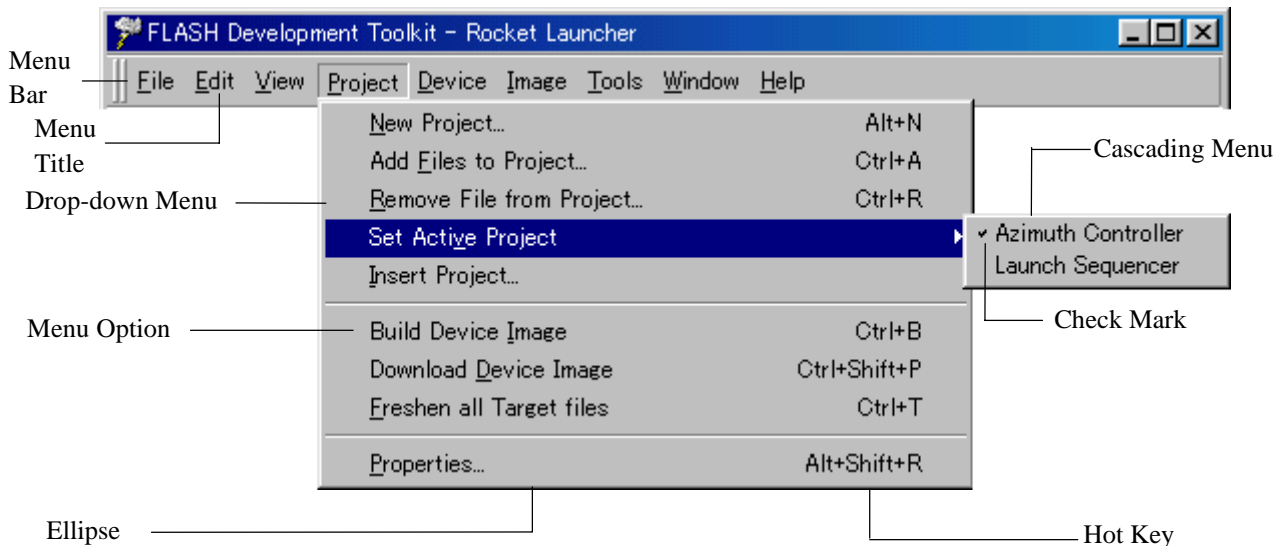 FLASH Development Toolkit - Rocket Launcher
Menu
Bar
File Edit View Project Device Image Tools Window Help
Menu
Title
New Project... Alt+N
Add Files to Project... Ctrl+A
Cascading Menu
Drop-down Menu
Remove File from Project... Ctrl+R
Set Active Project
Azimuth Controller
Launch Sequencer
Insert Project...
Menu Option
Build Device Image Ctrl+B
Check Mark
Download Device Image Ctrl+Shift+P
Freshen all Target files Ctrl+T
Properties... Alt+Shift+R
Ellipse
Hot Key